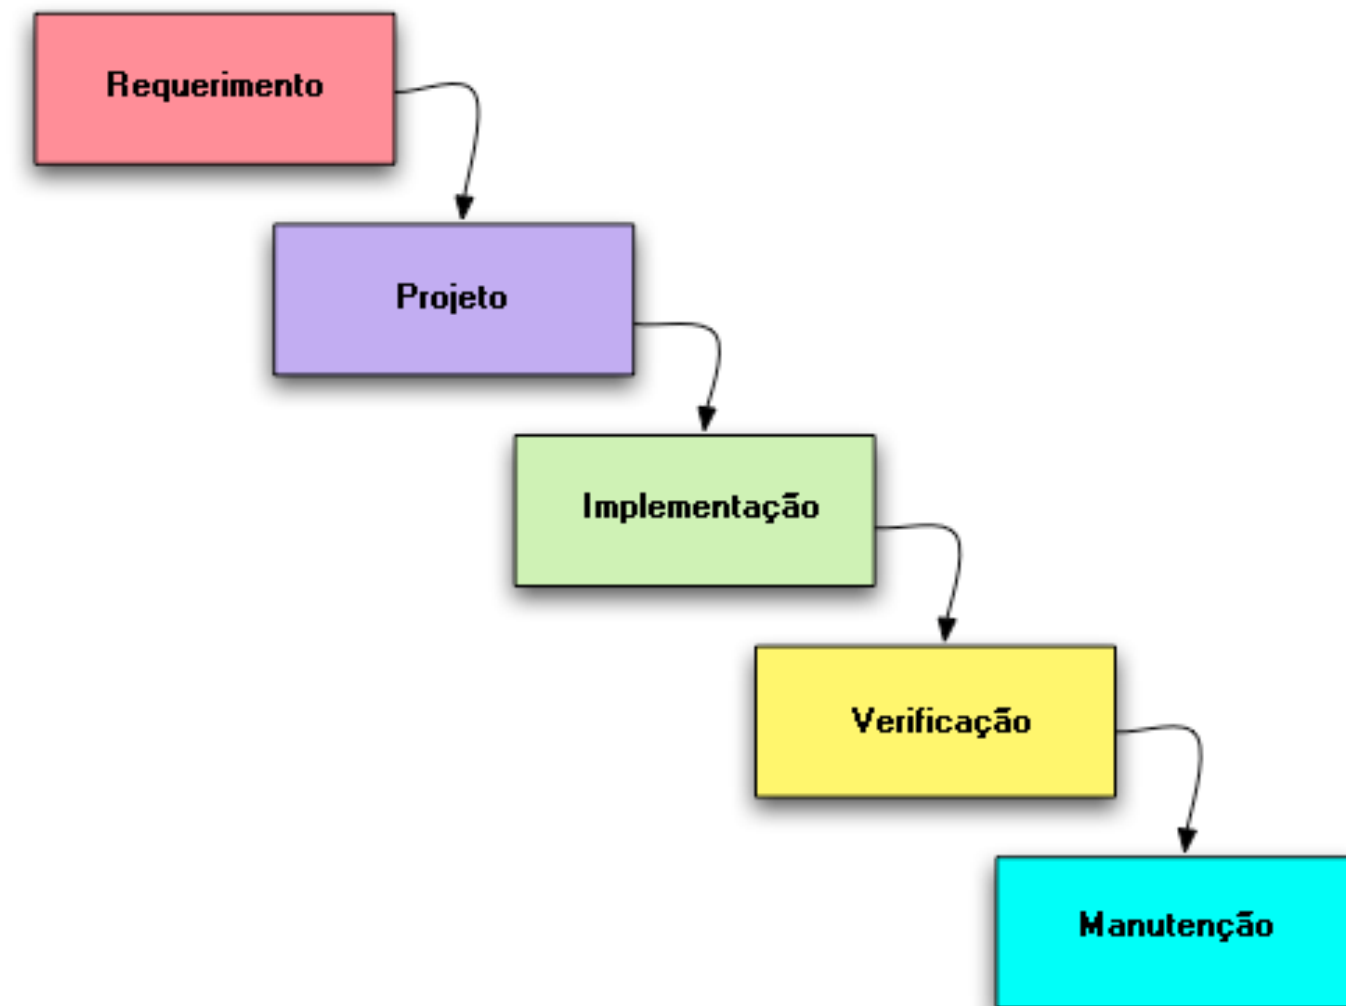 Requerimento
Projeto
Implementação
Verificação
Manutenção